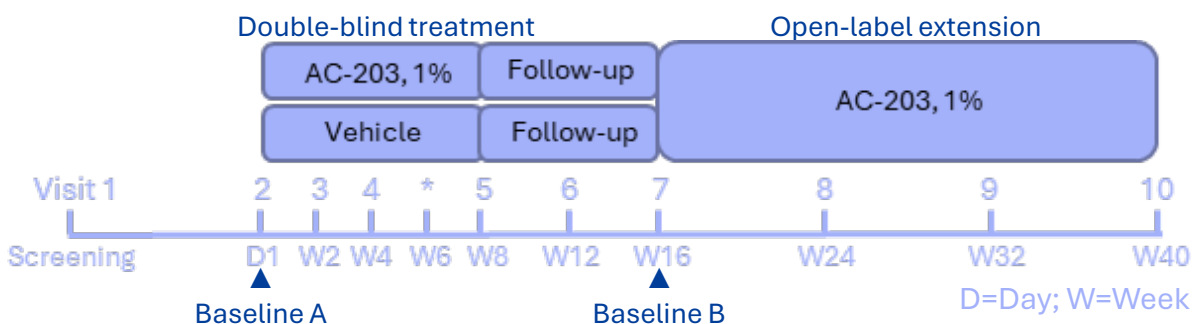 Double-blind treatment Open-label extension
AC-203, 1% Follow-up
AC-203, 1%
Vehicle Follow-up
Visit 1 2 3 4 * 5 6 7 8 9 10
Screening D1 W2 W4 W6 W8 W12 W16 W24 W32 W40
Baseline A Baseline B
D=Day; W=Week